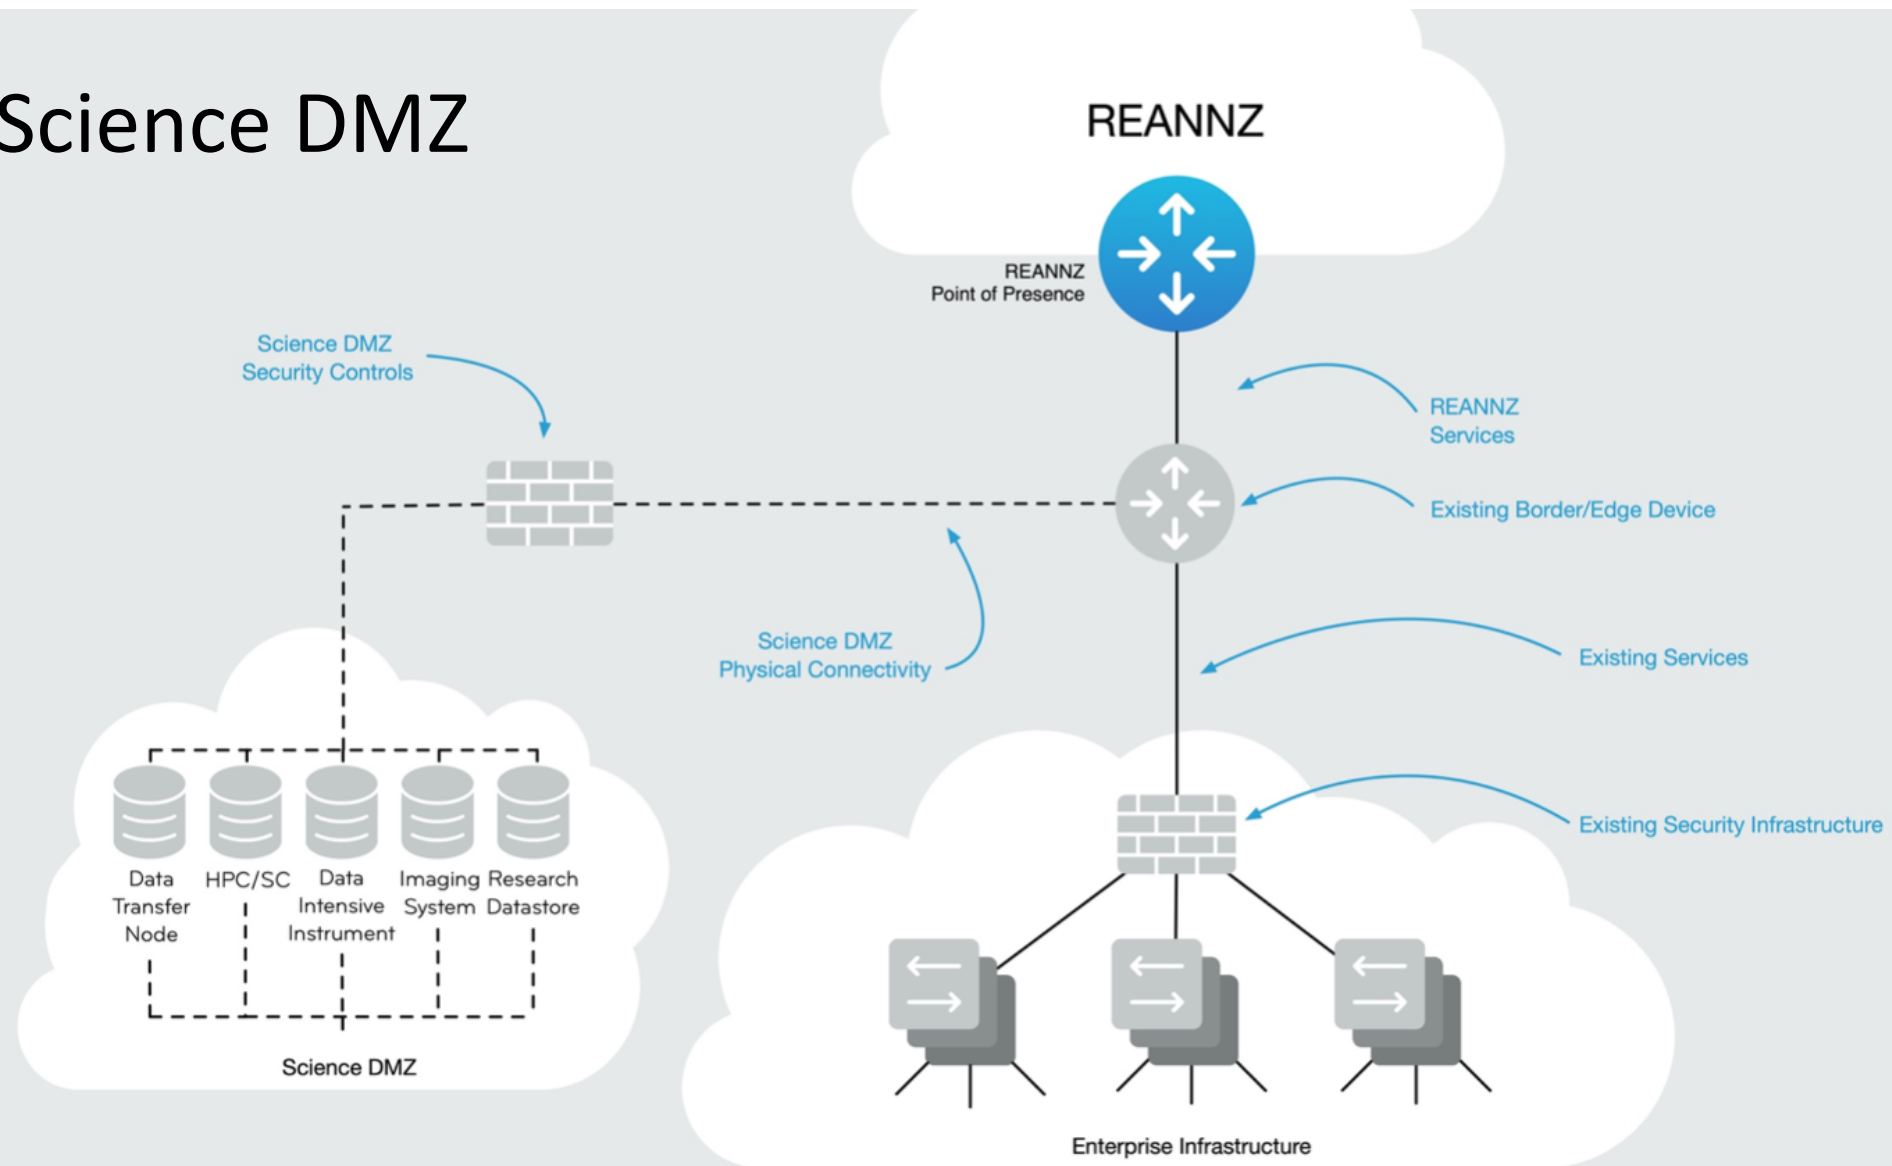 Science DMZ
REANNZ
REANNZ
Point of Presence
Science DMZ
Security Controls
REANNZ
Services
Existing Border/Edge Device
Science DMZ
Physical Connectivity
Existing Services
Existing Security Infrastructure
Data
Transfer
Node
HPC/SC
Data
Intensive
Instrument
Imaging
System
Research
Datastore
Science DMZ
Enterprise Infrastructure